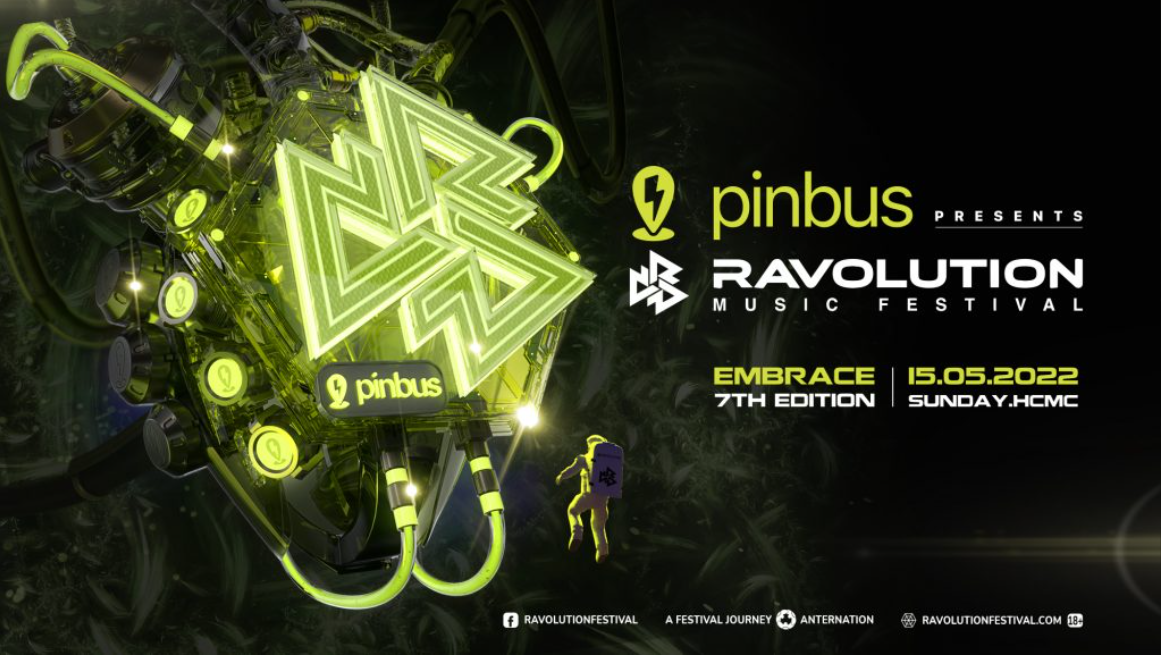 pinbus PRESENTS
RAVOLUTION
MUSIC FESTIVAL
EMBRACE | 15.05.2022
7TH EDITION | SUNDAY.HCMC
pinbus
RAVOLUTIONFESTIVAL A FESTIVAL JOURNEY ANTERNATION RAVOLUTIONFESTIVAL.COM 18+